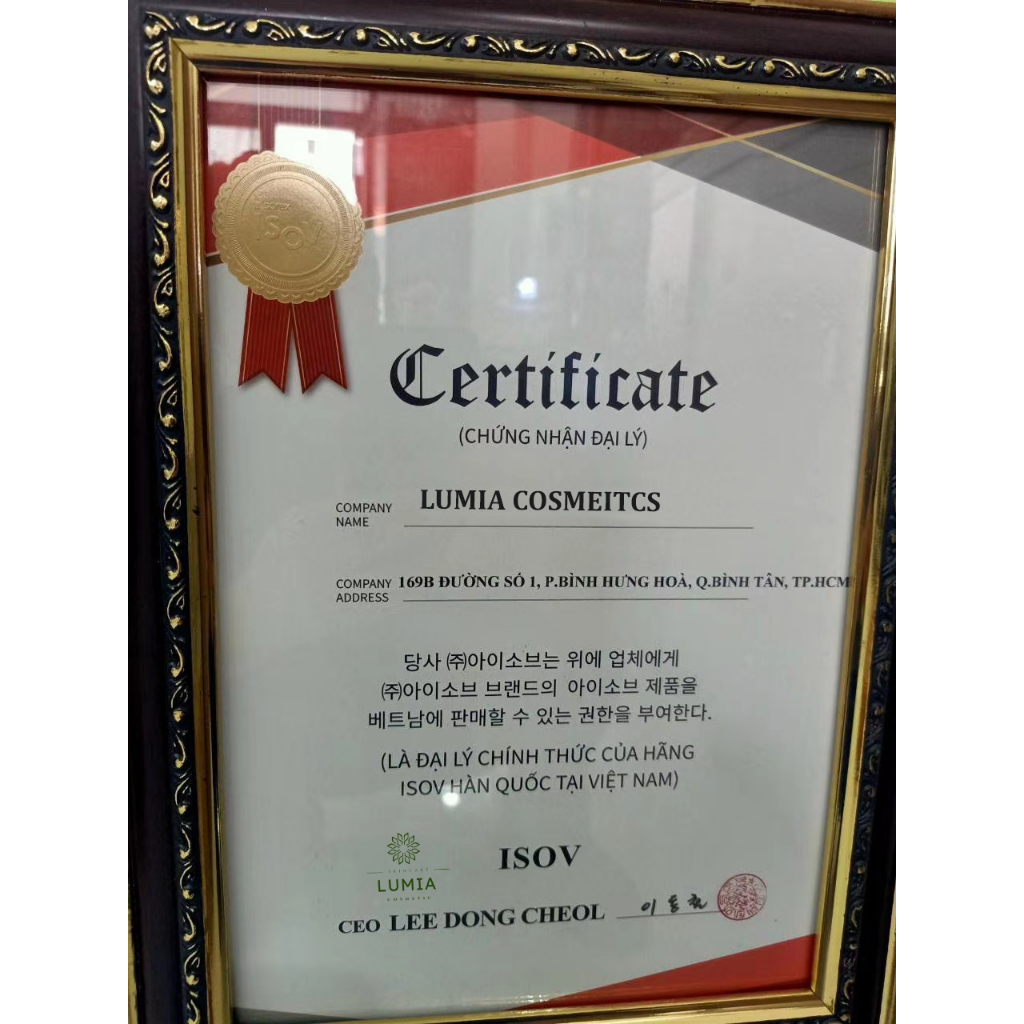 ISOV
Certificate
(CHỨNG NHẬN ĐẠI LÝ)
COMPANY NAME LUMIA COSMEITCS
COMPANY ADDRESS 169B ĐƯỜNG SỐ 1, P.BÌNH HƯNG HOÀ, Q.BÌNH TÂN, TP.HCM
당사 ㈜아이소브는 위에 업체에게
㈜아이소브 브랜드의 아이소브 제품을
베트남에 판매할 수 있는 권한을 부여한다.
(LÀ ĐẠI LÝ CHÍNH THỨC CỦA HÃNG
ISOV HÀN QUỐC TẠI VIỆT NAM)
ISOV
LUMIA
COSMETIC
CEO LEE DONG CHEOL 이동철